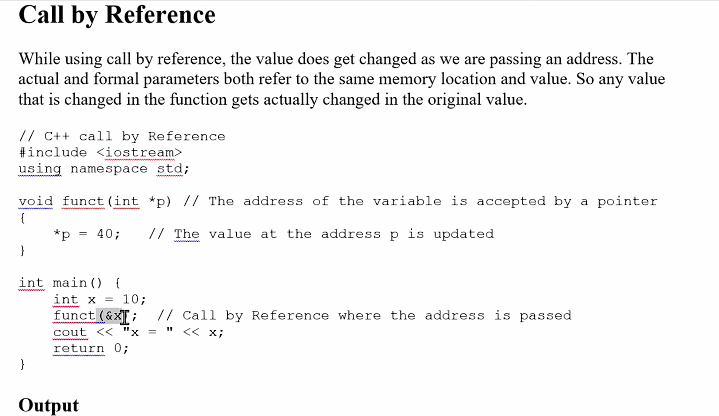 Call by Reference
While using call by reference, the value does get changed as we are passing an address. The
actual and formal parameters both refer to the same memory location and value. So any value
that is changed in the function gets actually changed in the original value.
// C++ call by Reference
#include <iostream>
using namespace std;
void funct(int *p) // The address of the variable is accepted by a pointer
{
    *p = 40;   // The value at the address p is updated
}
int main() {
    int x = 10;
    funct(&x);  // Call by Reference where the address is passed
    cout << "x = " << x;
    return 0;
}
Output